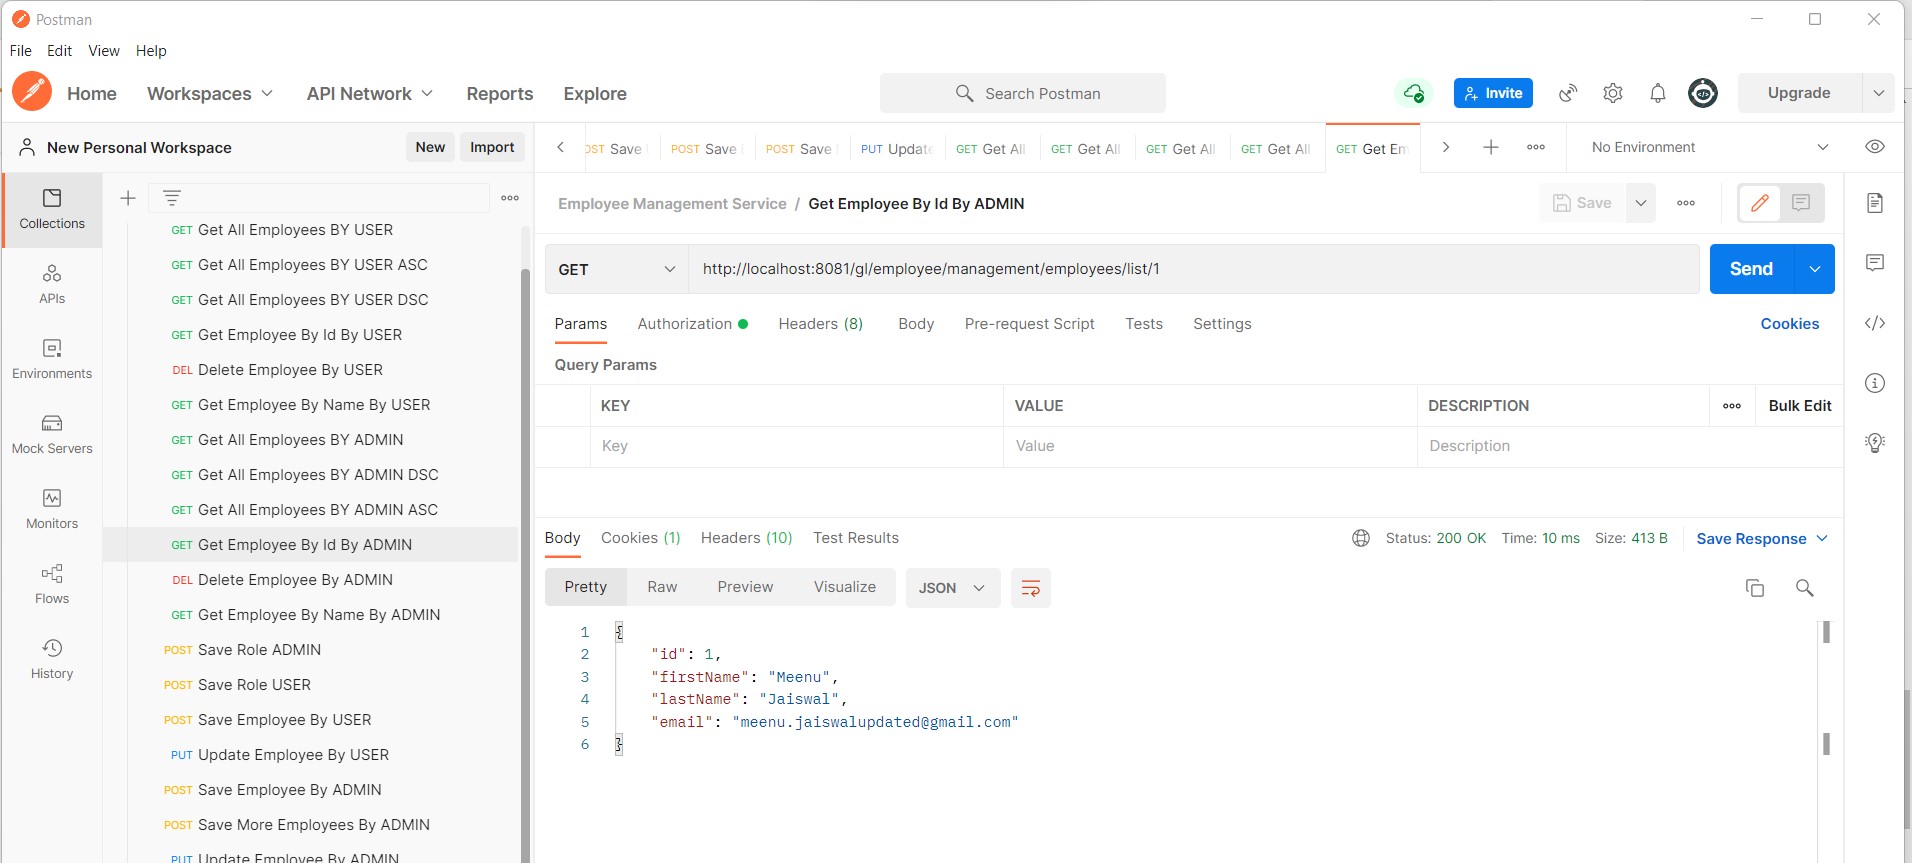 Postman
File Edit View Help
Home Workspaces API Network Reports Explore Search Postman Invite Upgrade
New Personal Workspace New Import
OST Save POST Save POST Save PUT Update GET Get All GET Get All GET Get All GET Get All GET Get Em No Environment
Collections
APIs
Environments
Mock Servers
Monitors
Flows
History
GET Get All Employees BY USER
GET Get All Employees BY USER ASC
GET Get All Employees BY USER DSC
GET Get Employee By Id By USER
DEL Delete Employee By USER
GET Get Employee By Name By USER
GET Get All Employees BY ADMIN
GET Get All Employees BY ADMIN DSC
GET Get All Employees BY ADMIN ASC
GET Get Employee By Id By ADMIN
DEL Delete Employee By ADMIN
GET Get Employee By Name By ADMIN
POST Save Role ADMIN
POST Save Role USER
POST Save Employee By USER
PUT Update Employee By USER
POST Save Employee By ADMIN
POST Save More Employees By ADMIN
PUT Update Employee By ADMIN
Employee Management Service / Get Employee By Id By ADMIN Save
GET http://localhost:8081/gl/employee/management/employees/list/1 Send
Params Authorization Headers (8) Body Pre-request Script Tests Settings Cookies
Query Params
KEY VALUE DESCRIPTION Bulk Edit
Key Value Description
Body Cookies (1) Headers (10) Test Results Status: 200 OK Time: 10 ms Size: 413 B Save Response
Pretty Raw Preview Visualize JSON
1 {
2 "id": 1,
3 "firstName": "Meenu",
4 "lastName": "Jaiswal",
5 "email": "meenu.jaiswalupdated@gmail.com"
6 }